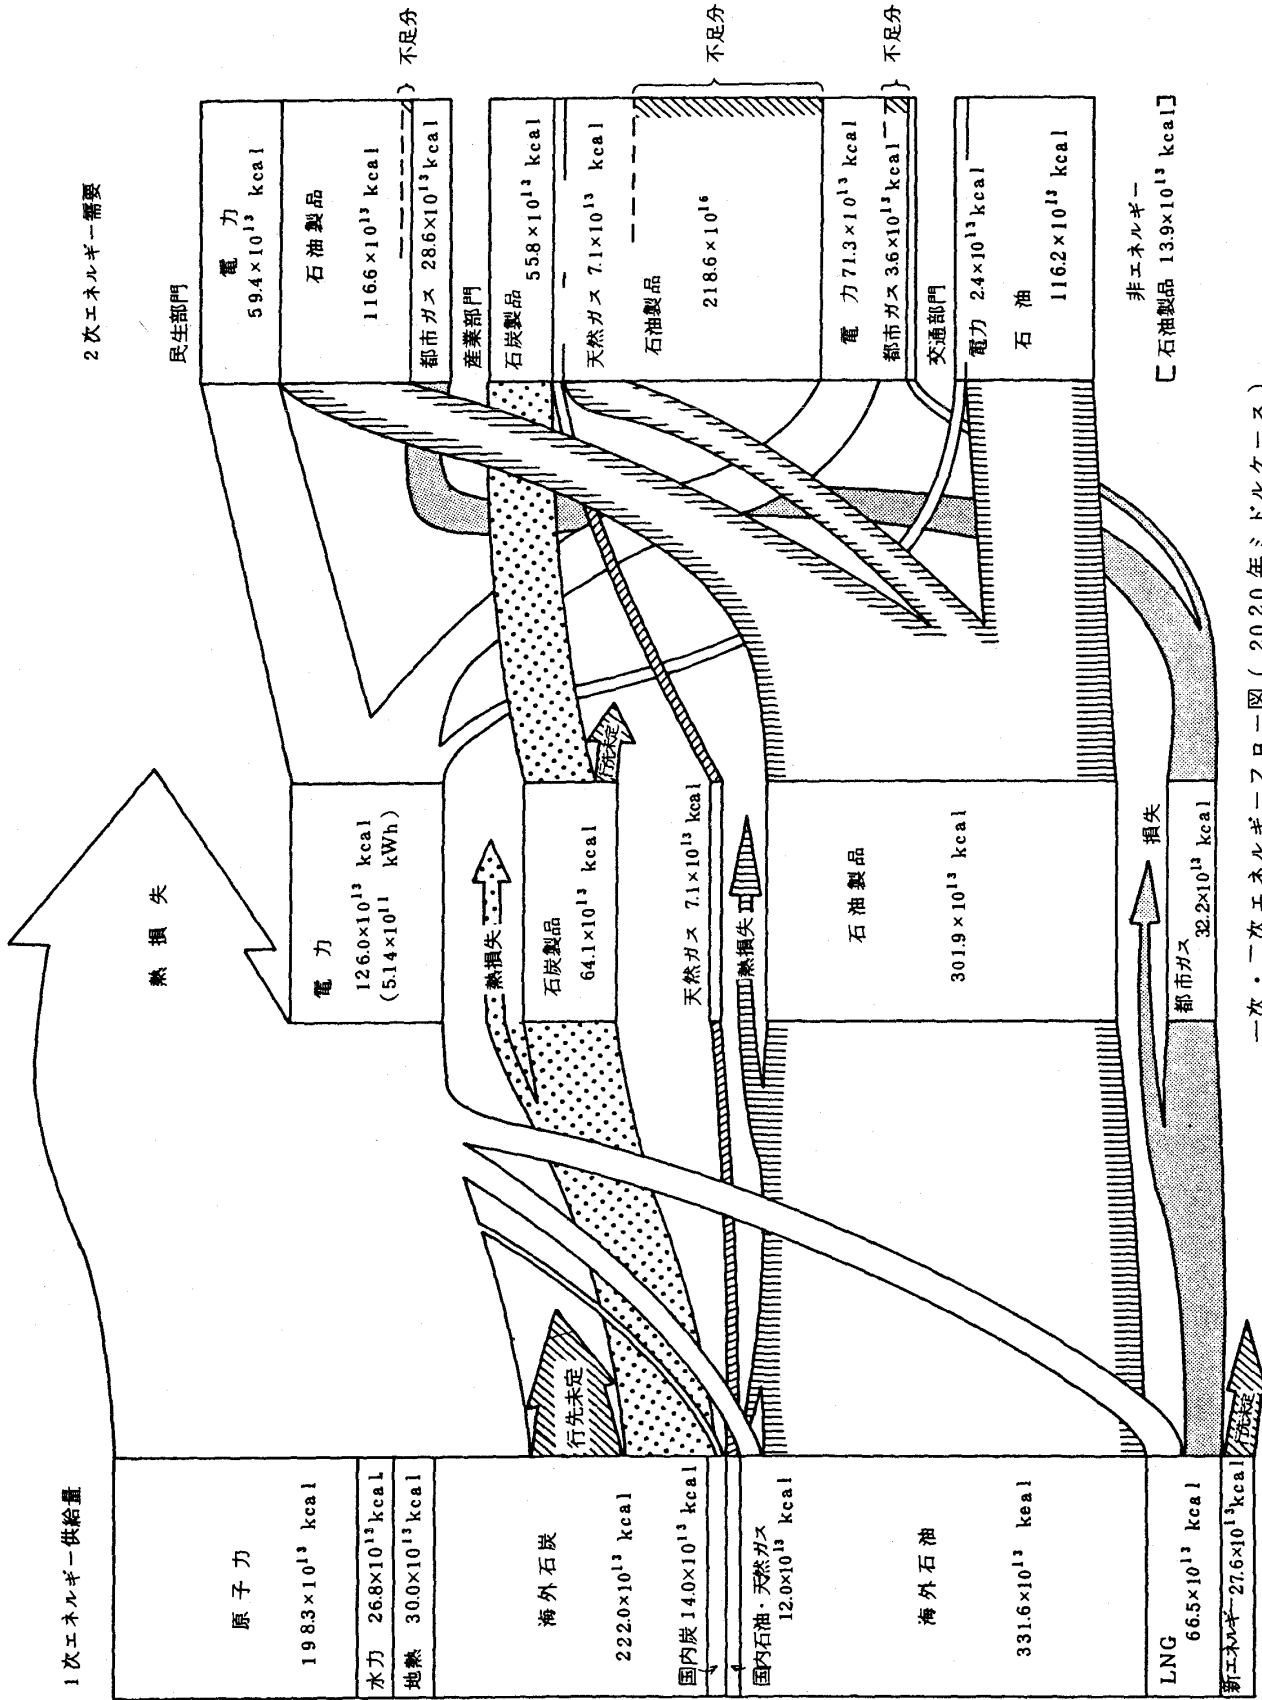 1次エネルギー供給量
原子力
198.3×10¹³ kcal
水力 26.8×10¹³ kcal
地熱 30.0×10¹³ kcal
海外石炭
222.0×10¹³ kcal
国内炭 14.0×10¹³ kcal
国内石油・天然ガス
12.0×10¹³ kcal
海外石油
331.6×10¹³ keal
LNG
66.5×10¹³ kcal
新エネルギー 27.6×10¹³ kcal
行先未定
行先未定
熱損失
電力
126.0×10¹³ kcal
(5.14×10¹¹ kWh)
熱損失
石炭製品
64.1×10¹³ kcal
行先未定
天然ガス 7.1×10¹³ kcal
熱損失
石油製品
301.9×10¹³ kcal
損失
都市ガス
32.2×10¹³ kcal
2次エネルギー需要
民生部門
電力
59.4×10¹³ kcal
石油製品
116.6×10¹³ kcal
都市ガス 28.6×10¹³ kcal
不足分
産業部門
石炭製品
55.8×10¹³ kcal
天然ガス 7.1×10¹³ kcal
石油製品
218.6×10¹⁶
不足分
電力 71.3×10¹³ kcal
都市ガス 3.6×10¹³ kcal
不足分
交通部門
電力 2.4×10¹³ kcal
石油
116.2×10¹³ kcal
非エネルギー
[石油製品 13.9×10¹³ kcal]
一次・二次エネルギーフロー図(2020年ミドルケース)